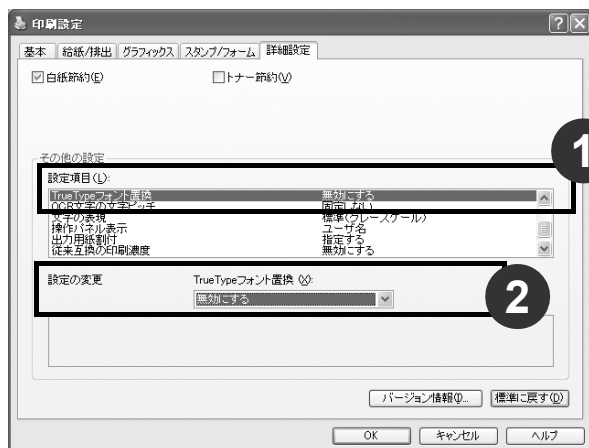 印刷設定
基本 給紙/排出 グラフィックス スタンプ/フォーム 詳細設定
白紙節約(E) トナー節約(V)
その他の設定
1
設定項目(L):
TrueTypeフォント置換 無効にする
OCR文字の文字ピッチ 固定しない
文字の表現 標準(グレースケール)
操作パネル表示 ユーザ名
出力用紙割付 指定する
従来互換の印刷濃度 無効にする
設定の変更 TrueTypeフォント置換(X):
無効にする
2
バージョン情報(I)... 標準に戻す(D)
OK キャンセル ヘルプ